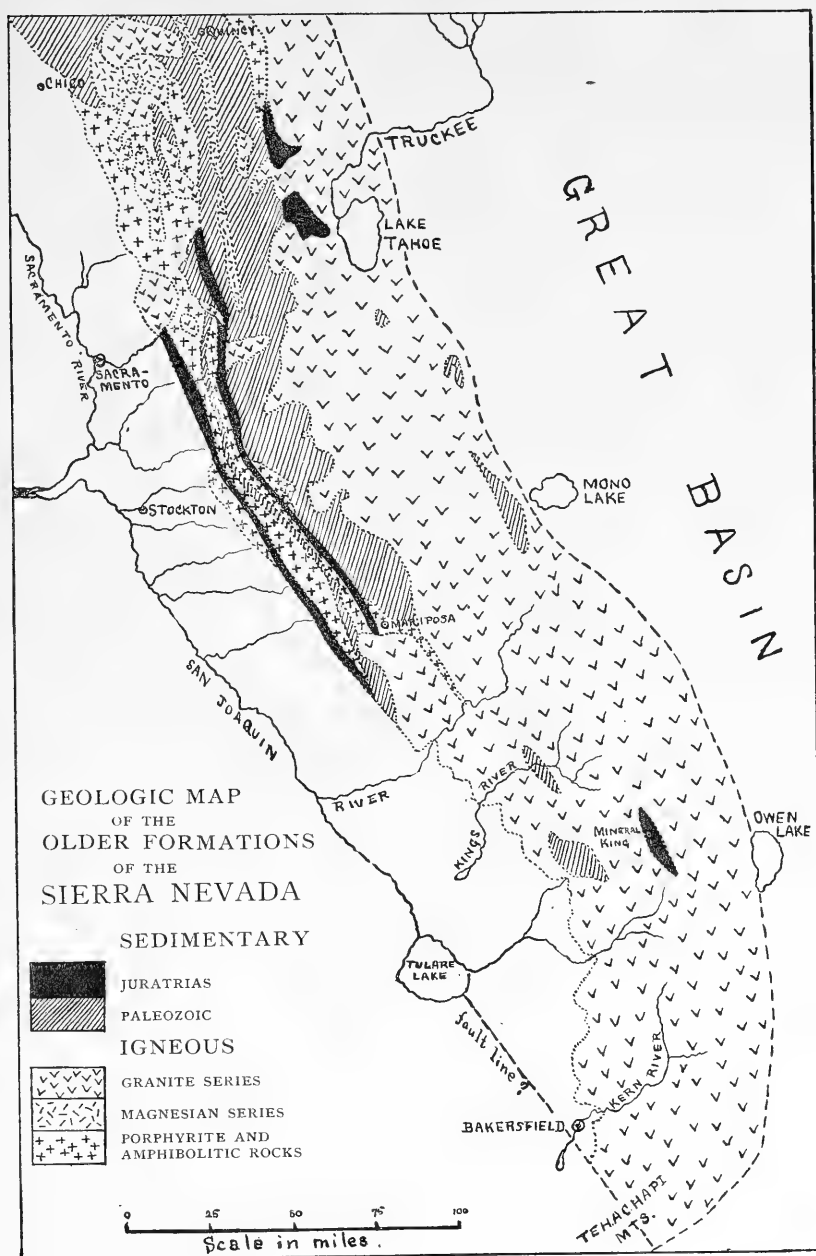 QUINCY
CHICO
TRUCKEE
GREAT
BASIN
LAKE
TAHOE
SACRAMENTO
RIVER
SACRA-
MENTO
MONO
LAKE
STOCKTON
MARIPOSA
SAN JOAQUIN
RIVER
KINGS
RIVER
MINERAL
KING
OWEN
LAKE
GEOLOGIC MAP
OF THE
OLDER FORMATIONS
OF THE
SIERRA NEVADA
SEDIMENTARY
JURATRIAS
PALEOZOIC
IGNEOUS
GRANITE SERIES
MAGNESIAN SERIES
PORPHYRITE AND
AMPHIBOLITIC ROCKS
TULARE
LAKE
fault line?
KERN RIVER
BAKERSFIELD
TEHACHAPI
MTS.
0 25 50 75 100
Scale in miles.